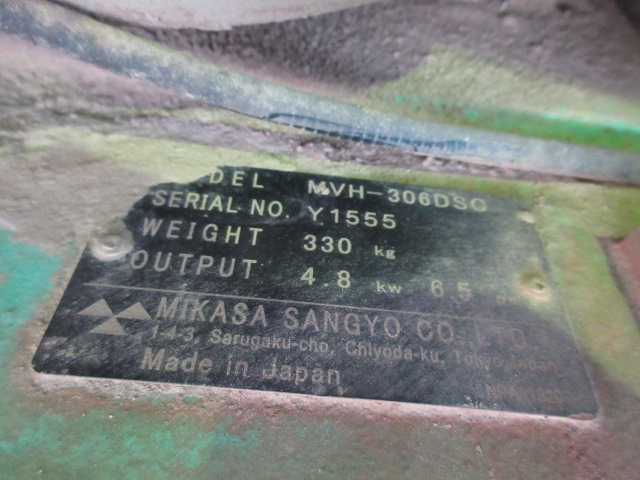 DEL MVH-306DSC
SERIAL NO. Y1555
WEIGHT 330 kg
OUTPUT 4.8 kw 6.5
MIKASA SANGYO CO., LTD.
1-4-3, Sarugaku-cho, Chiyoda-ku, Tokyo, Japan
Made in Japan